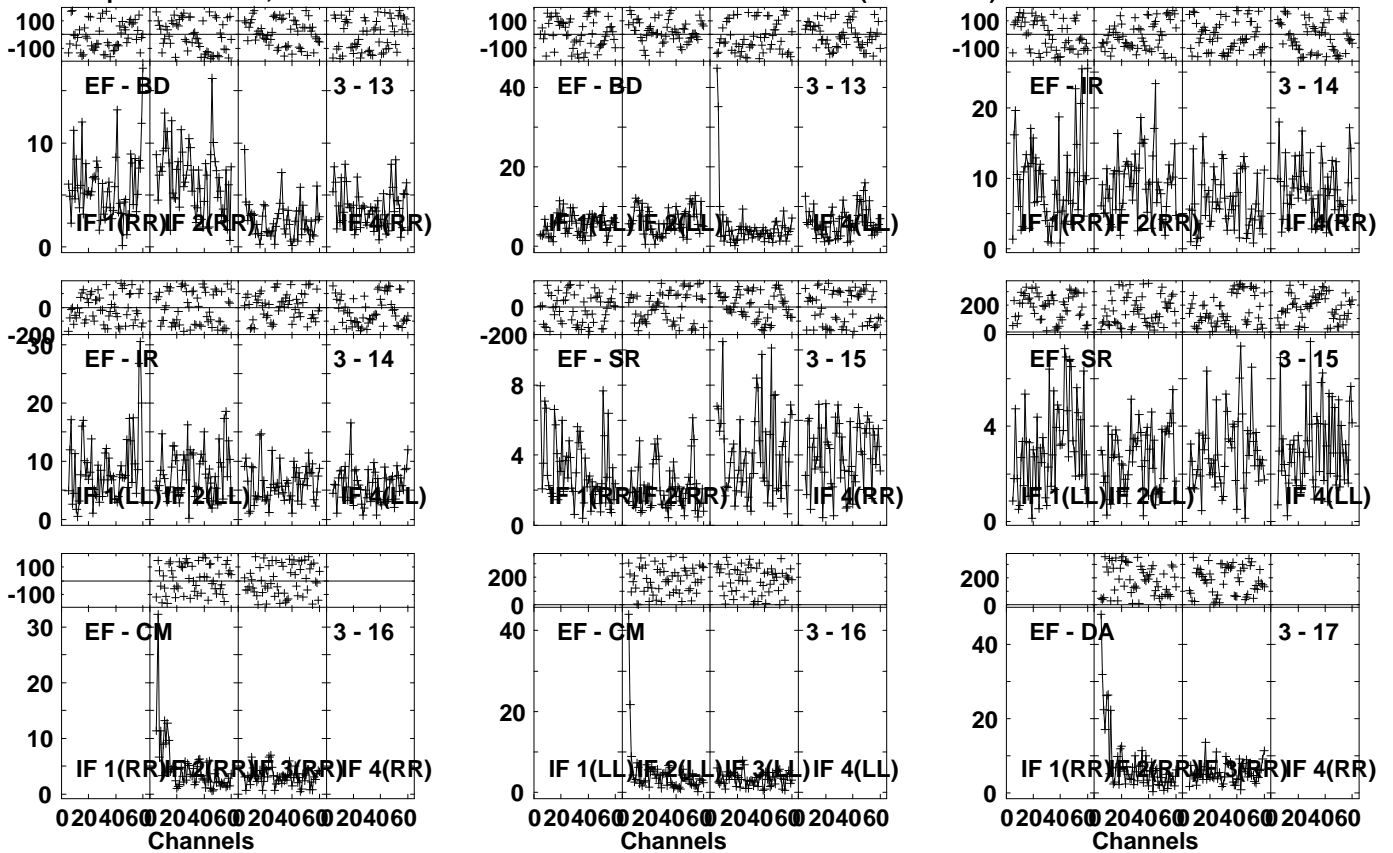 100
-100
EF - BD 3 - 13
10
0
IF 1(RR) IF 2(RR) IF 4(RR)
100
-100
EF - BD 3 - 13
40
20
0
IF 1(LL) IF 2(LL) IF 4(LL)
100
-100
EF - IR 3 - 14
20
10
0
IF 1(RR) IF 2(RR) IF 4(RR)
0
-200
30
EF - IR 3 - 14
20
10
0
IF 1(LL) IF 2(LL) IF 4(LL)
0
-200
EF - SR 3 - 15
8
4
0
IF 1(RR) IF 2(RR) IF 4(RR)
200
0
EF - SR 3 - 15
4
0
IF 1(LL) IF 2(LL) IF 4(LL)
100
-100
EF - CM 3 - 16
30
20
10
0
IF 1(RR) IF 2(RR) IF 3(RR) IF 4(RR)
0 20 40 60 0 20 40 60 0 20 40 60 0 20 40 60
Channels
200
0
EF - CM 3 - 16
40
20
0
IF 1(LL) IF 2(LL) IF 3(LL) IF 4(LL)
0 20 40 60 0 20 40 60 0 20 40 60 0 20 40 60
Channels
200
0
EF - DA 3 - 17
40
20
0
IF 1(RR) IF 2(RR) IF 3(RR) IF 4(RR)
0 20 40 60 0 20 40 60 0 20 40 60 0 20 40 60
Channels